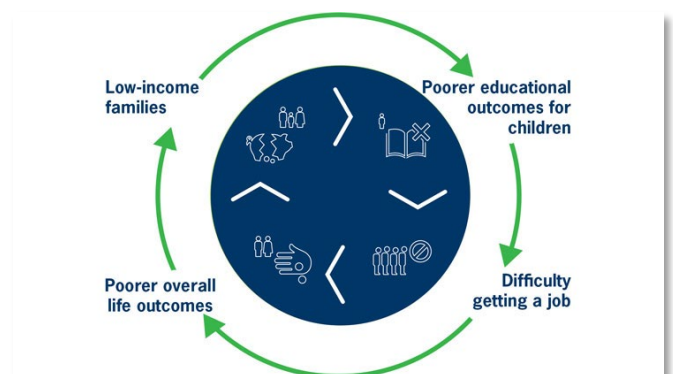 Low-income
families
Poorer educational
outcomes for
children
Difficulty
getting a job
Poorer overall
life outcomes